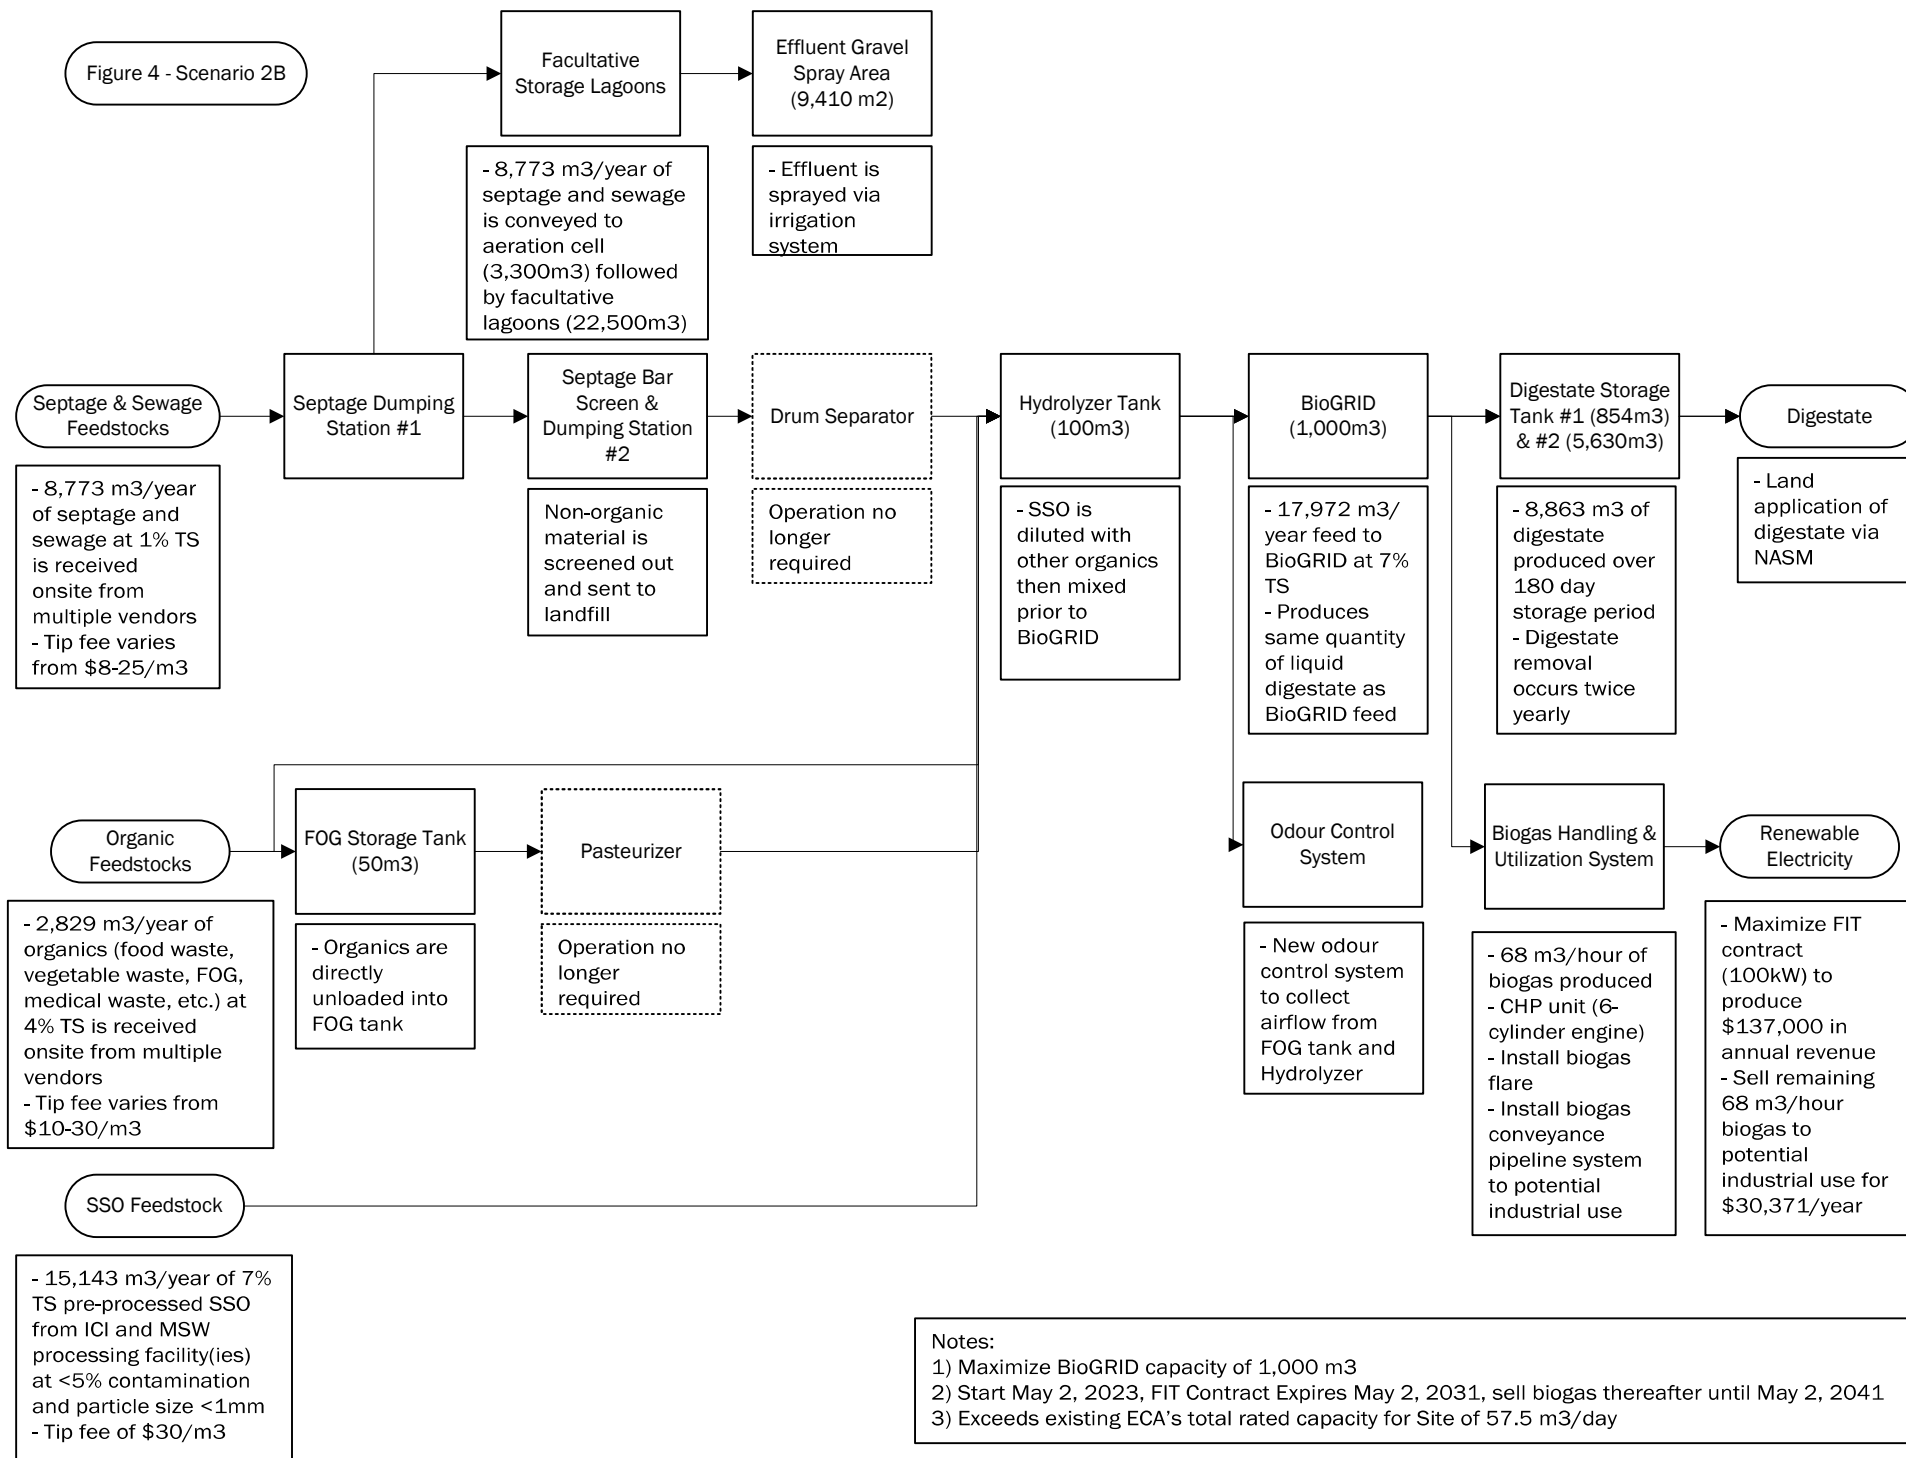 Figure 4 - Scenario 2B
Facultative
Storage Lagoons
Effluent Gravel
Spray Area
(9,410 m2)
- 8,773 m3/year of
septage and sewage
is conveyed to
aeration cell
(3,300m3) followed
by facultative
lagoons (22,500m3)
- Effluent is
sprayed via
irrigation
system
Septage & Sewage
Feedstocks
Septage Dumping
Station #1
Septage Bar
Screen &
Dumping Station
#2
Drum Separator
Hydrolyzer Tank
(100m3)
BioGRID
(1,000m3)
Digestate Storage
Tank #1 (854m3)
& #2 (5,630m3)
Digestate
- 8,773 m3/year
of septage and
sewage at 1% TS
is received
onsite from
multiple vendors
- Tip fee varies
from $8-25/m3
Non-organic
material is
screened out
and sent to
landfill
Operation no
longer
required
- SSO is
diluted with
other organics
then mixed
prior to
BioGRID
- 17,972 m3/
year feed to
BioGRID at 7%
TS
- Produces
same quantity
of liquid
digestate as
BioGRID feed
- 8,863 m3 of
digestate
produced over
180 day
storage period
- Digestate
removal
occurs twice
yearly
- Land
application of
digestate via
NASM
Organic
Feedstocks
FOG Storage Tank
(50m3)
Pasteurizer
Odour Control
System
Biogas Handling &
Utilization System
Renewable
Electricity
- 2,829 m3/year of
organics (food waste,
vegetable waste, FOG,
medical waste, etc.) at
4% TS is received
onsite from multiple
vendors
- Tip fee varies from
$10-30/m3
- Organics are
directly
unloaded into
FOG tank
Operation no
longer
required
- New odour
control system
to collect
airflow from
FOG tank and
Hydrolyzer
- 68 m3/hour of
biogas produced
- CHP unit (6-
cylinder engine)
- Install biogas
flare
- Install biogas
conveyance
pipeline system
to potential
industrial use
- Maximize FIT
contract
(100kW) to
produce
$137,000 in
annual revenue
- Sell remaining
68 m3/hour
biogas to
potential
industrial use for
$30,371/year
SSO Feedstock
- 15,143 m3/year of 7%
TS pre-processed SSO
from ICI and MSW
processing facility(ies)
at <5% contamination
and particle size <1mm
- Tip fee of $30/m3
Notes:
1) Maximize BioGRID capacity of 1,000 m3
2) Start May 2, 2023, FIT Contract Expires May 2, 2031, sell biogas thereafter until May 2, 2041
3) Exceeds existing ECA's total rated capacity for Site of 57.5 m3/day